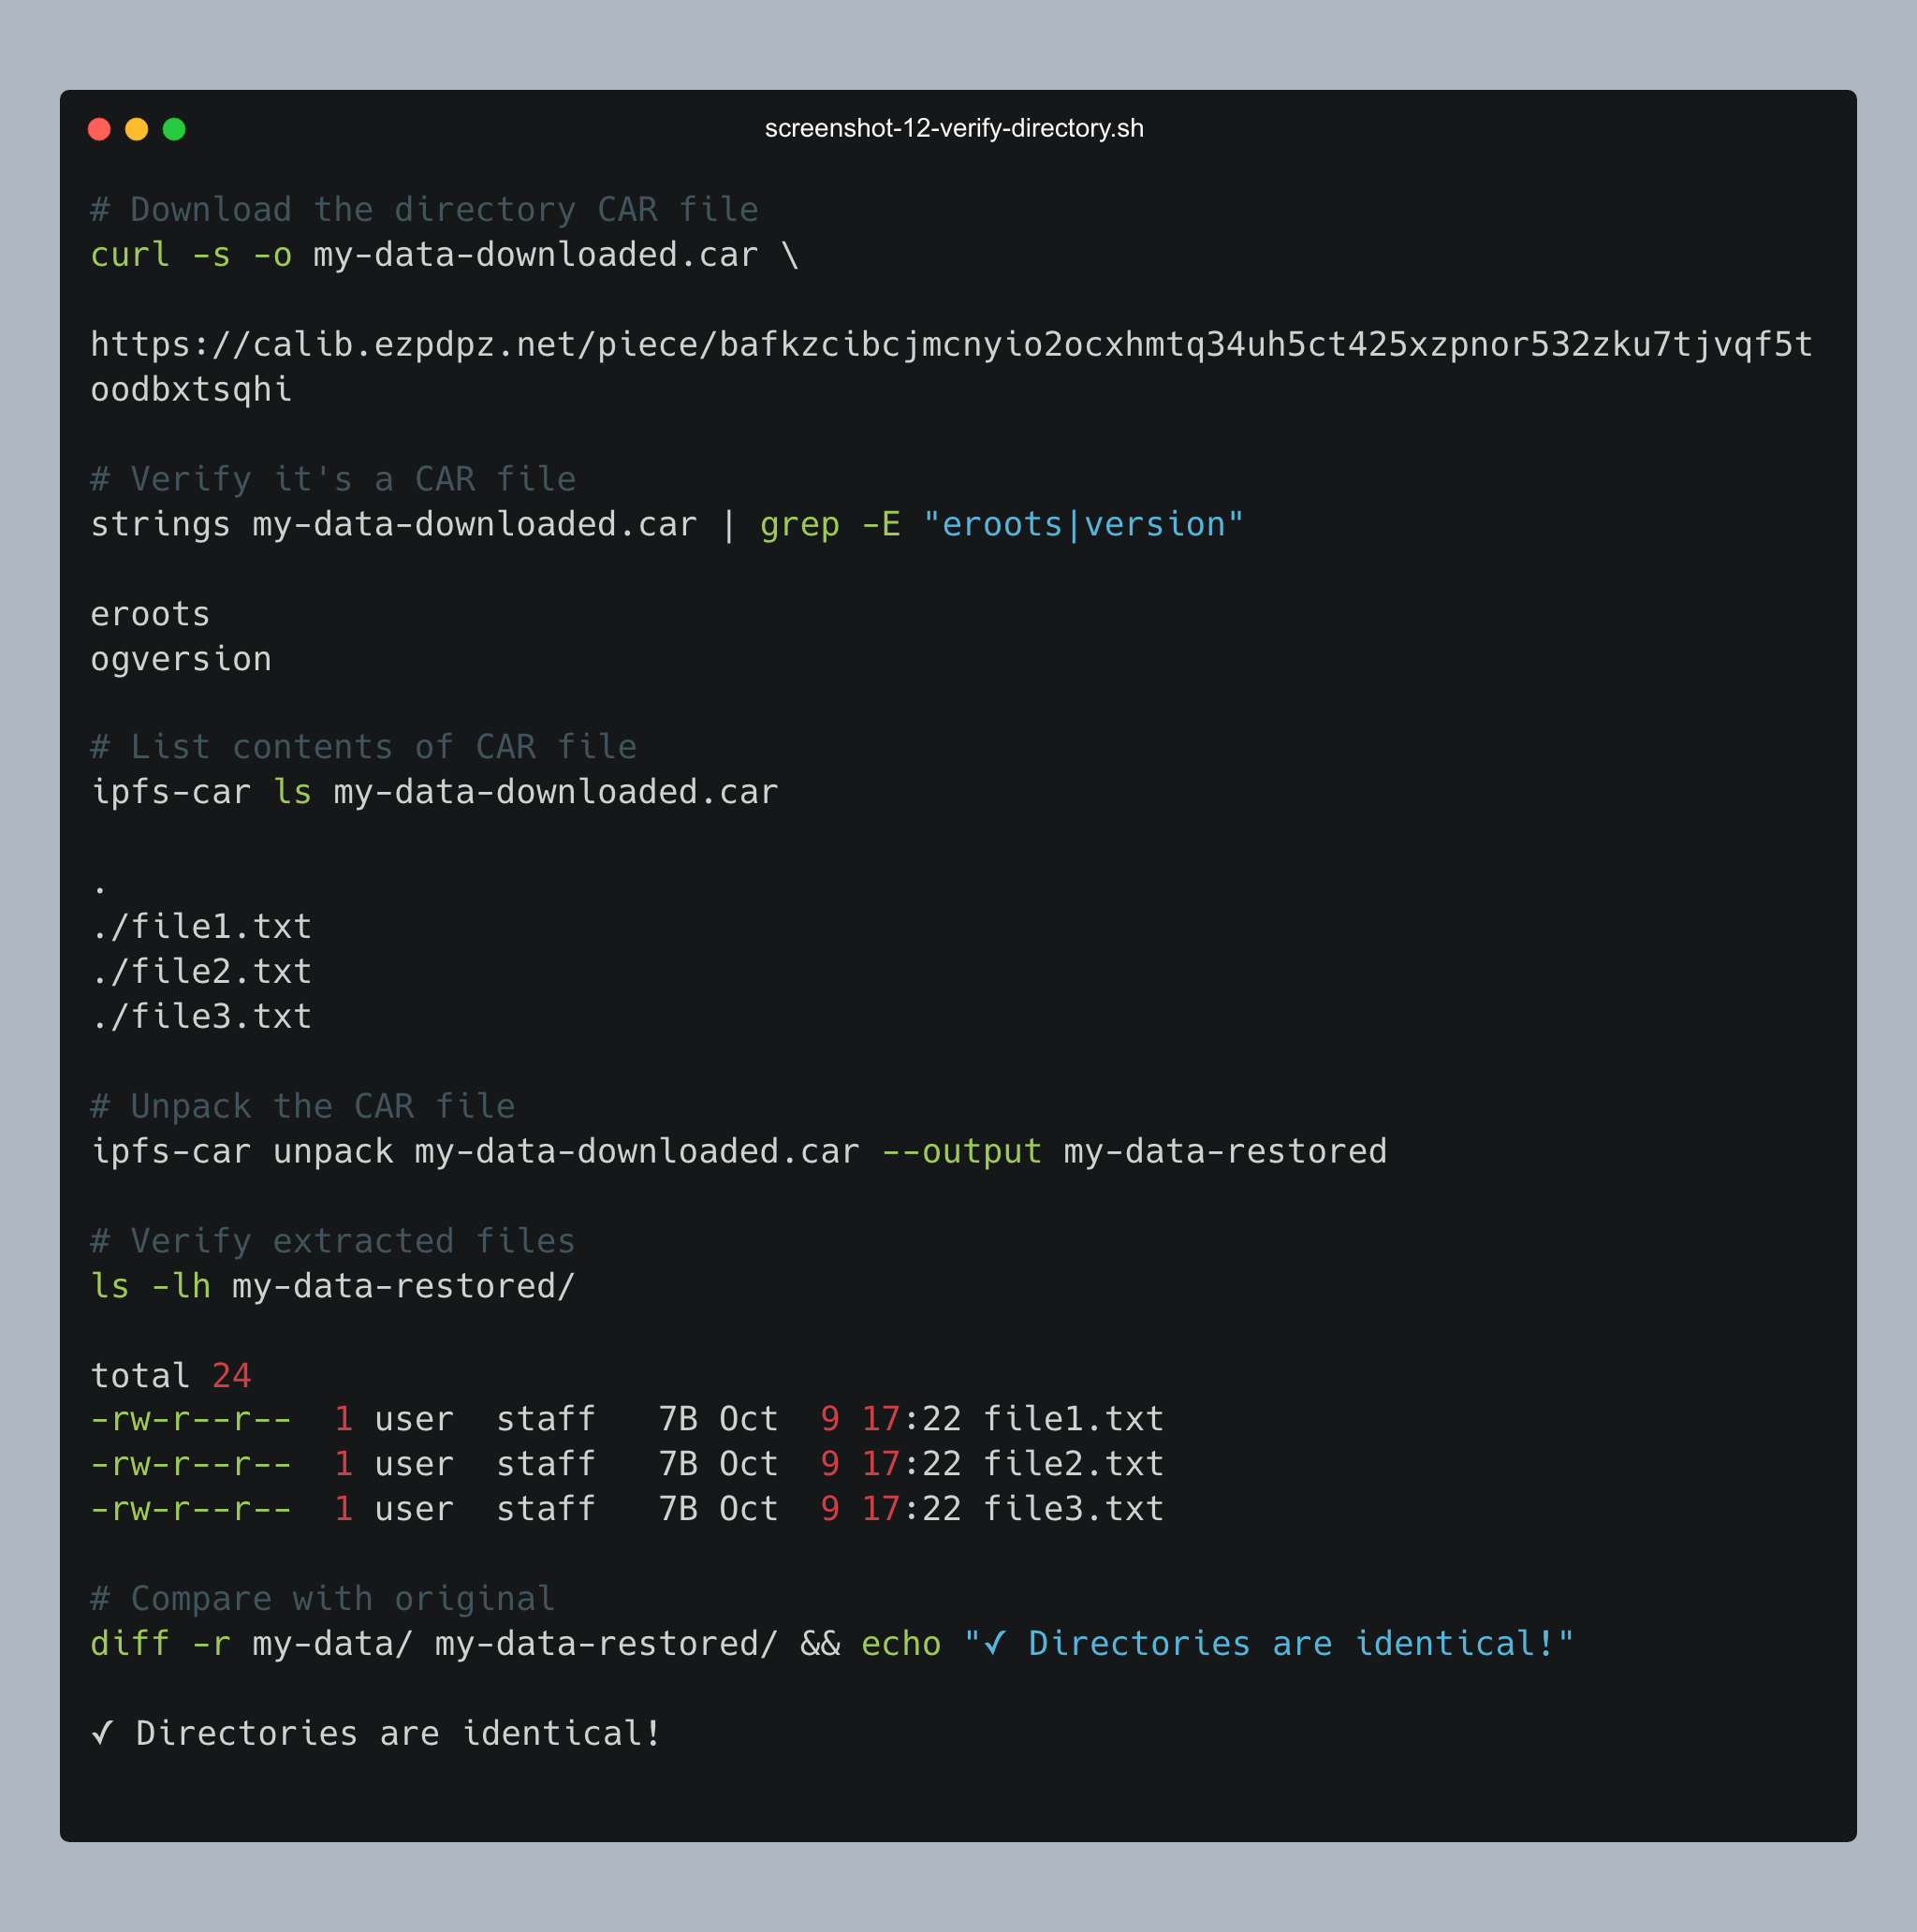 screenshot-12-verify-directory.sh
# Download the directory CAR file
curl -s -o my-data-downloaded.car \
https://calib.ezpdpz.net/piece/bafkzcibcjmcnyio2ocxhmtq34uh5ct425xzpnor532zku7tjvqf5t
oodbxtsqhi
# Verify it's a CAR file
strings my-data-downloaded.car | grep -E "eroots|version"
eroots
ogversion
# List contents of CAR file
ipfs-car ls my-data-downloaded.car
.
./file1.txt
./file2.txt
./file3.txt
# Unpack the CAR file
ipfs-car unpack my-data-downloaded.car --output my-data-restored
# Verify extracted files
ls -lh my-data-restored/
total 24
-rw-r--r--  1 user  staff   7B Oct  9 17:22 file1.txt
-rw-r--r--  1 user  staff   7B Oct  9 17:22 file2.txt
-rw-r--r--  1 user  staff   7B Oct  9 17:22 file3.txt
# Compare with original
diff -r my-data/ my-data-restored/ && echo "✓ Directories are identical!"
✓ Directories are identical!